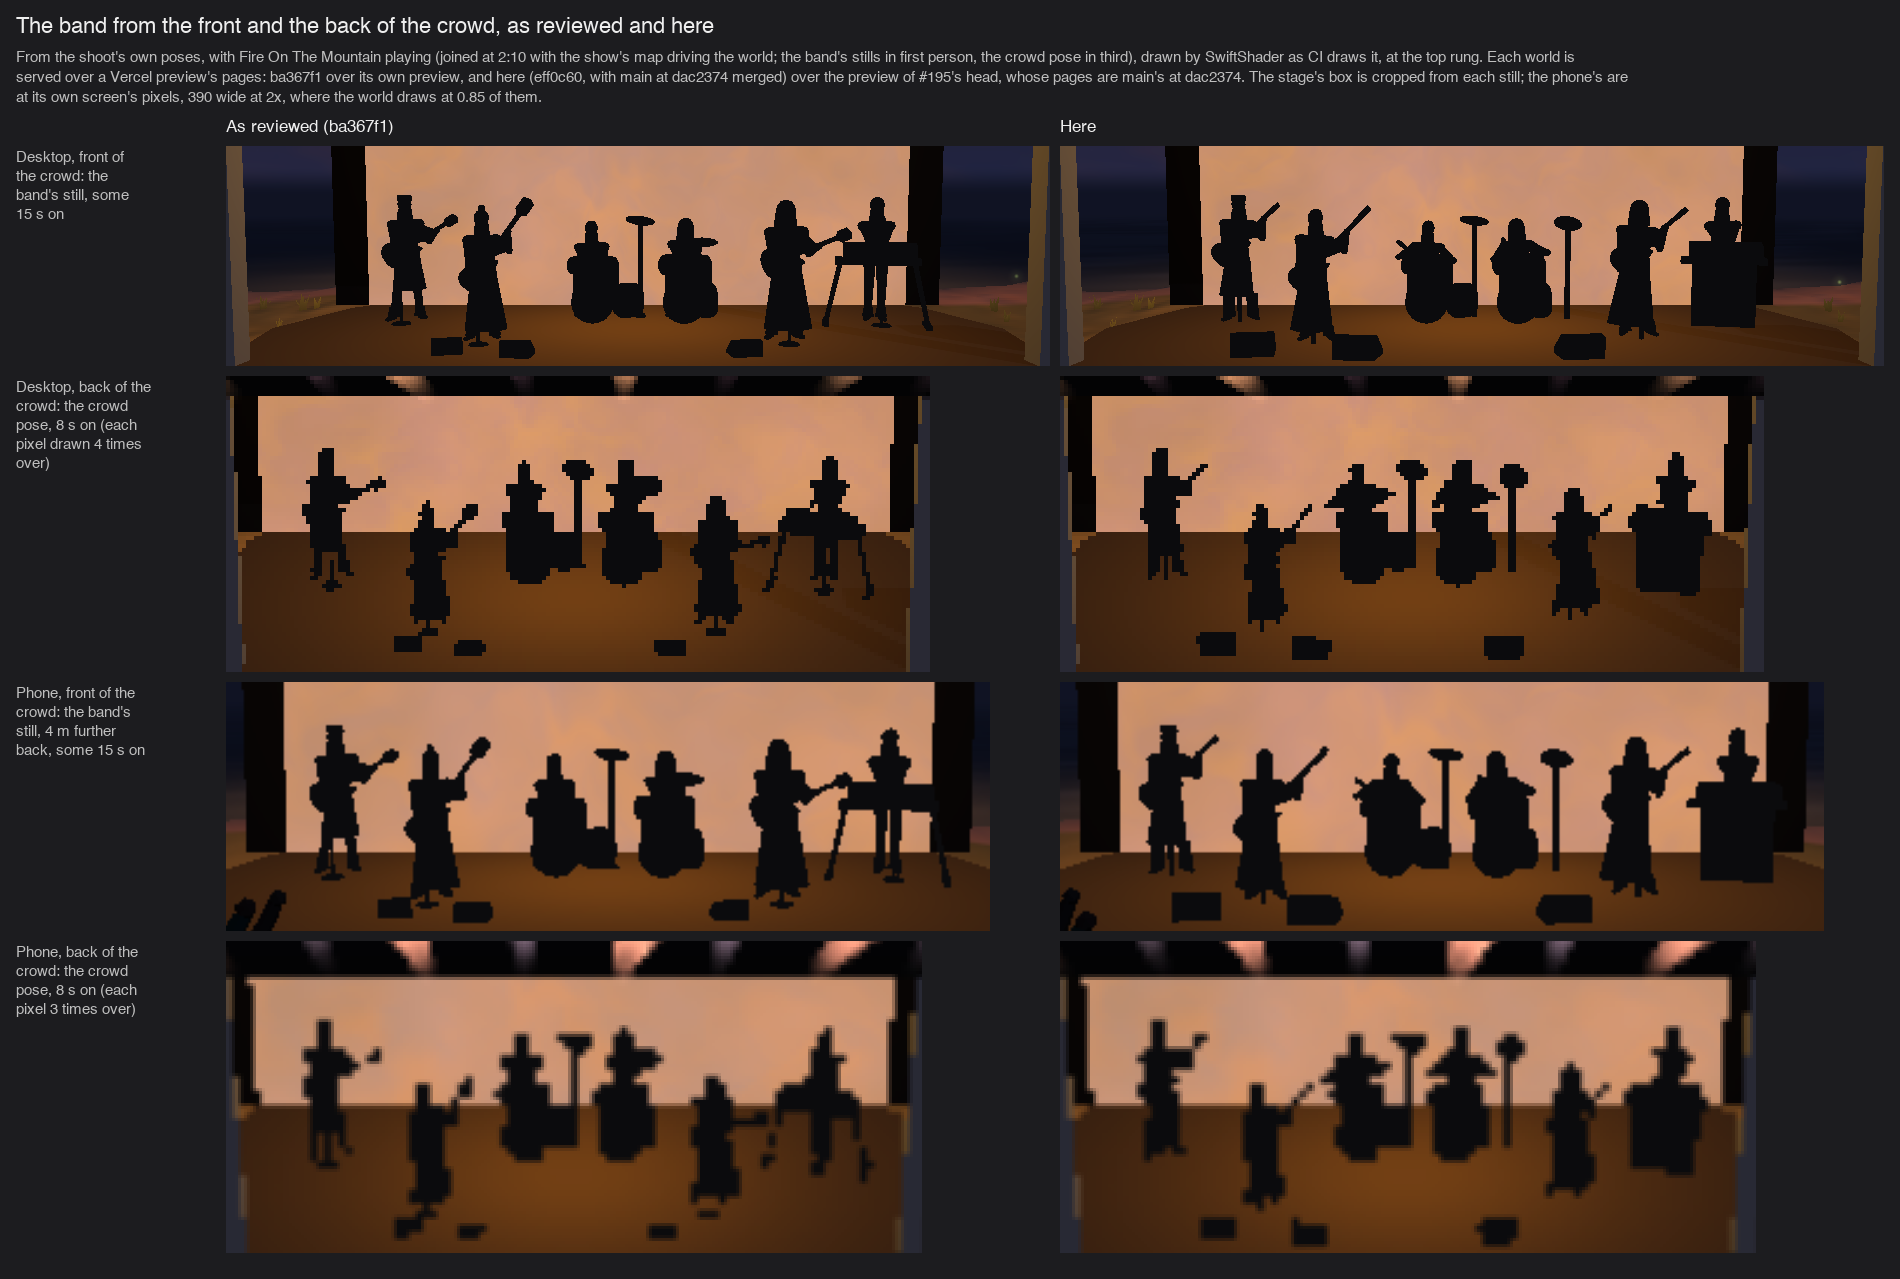 The band from the front and the back of the crowd, as reviewed and here
From the shoot's own poses, with Fire On The Mountain playing (joined at 2:10 with the show's map driving the world; the band's stills in first person, the crowd pose in third), drawn by SwiftShader as CI draws it, at the top rung. Each world is
served over a Vercel preview's pages: ba367f1 over its own preview, and here (eff0c60, with main at dac2374 merged) over the preview of #195's head, whose pages are main's at dac2374. The stage's box is cropped from each still; the phone's are
at its own screen's pixels, 390 wide at 2x, where the world draws at 0.85 of them.
As reviewed (ba367f1)
Here
Desktop, front of
the crowd: the
band's still, some
15 s on
Desktop, back of the
crowd: the crowd
pose, 8 s on (each
pixel drawn 4 times
over)
Phone, front of the
crowd: the band's
still, 4 m further
back, some 15 s on
Phone, back of the
crowd: the crowd
pose, 8 s on (each
pixel 3 times over)